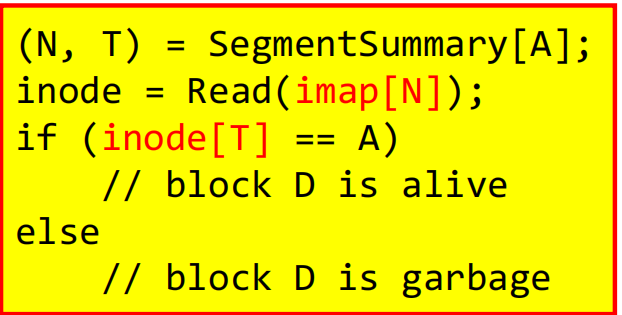 (N, T) = SegmentSummary[A];
inode = Read(imap[N]);
if (inode[T] == A)
    // block D is alive
else
    // block D is garbage